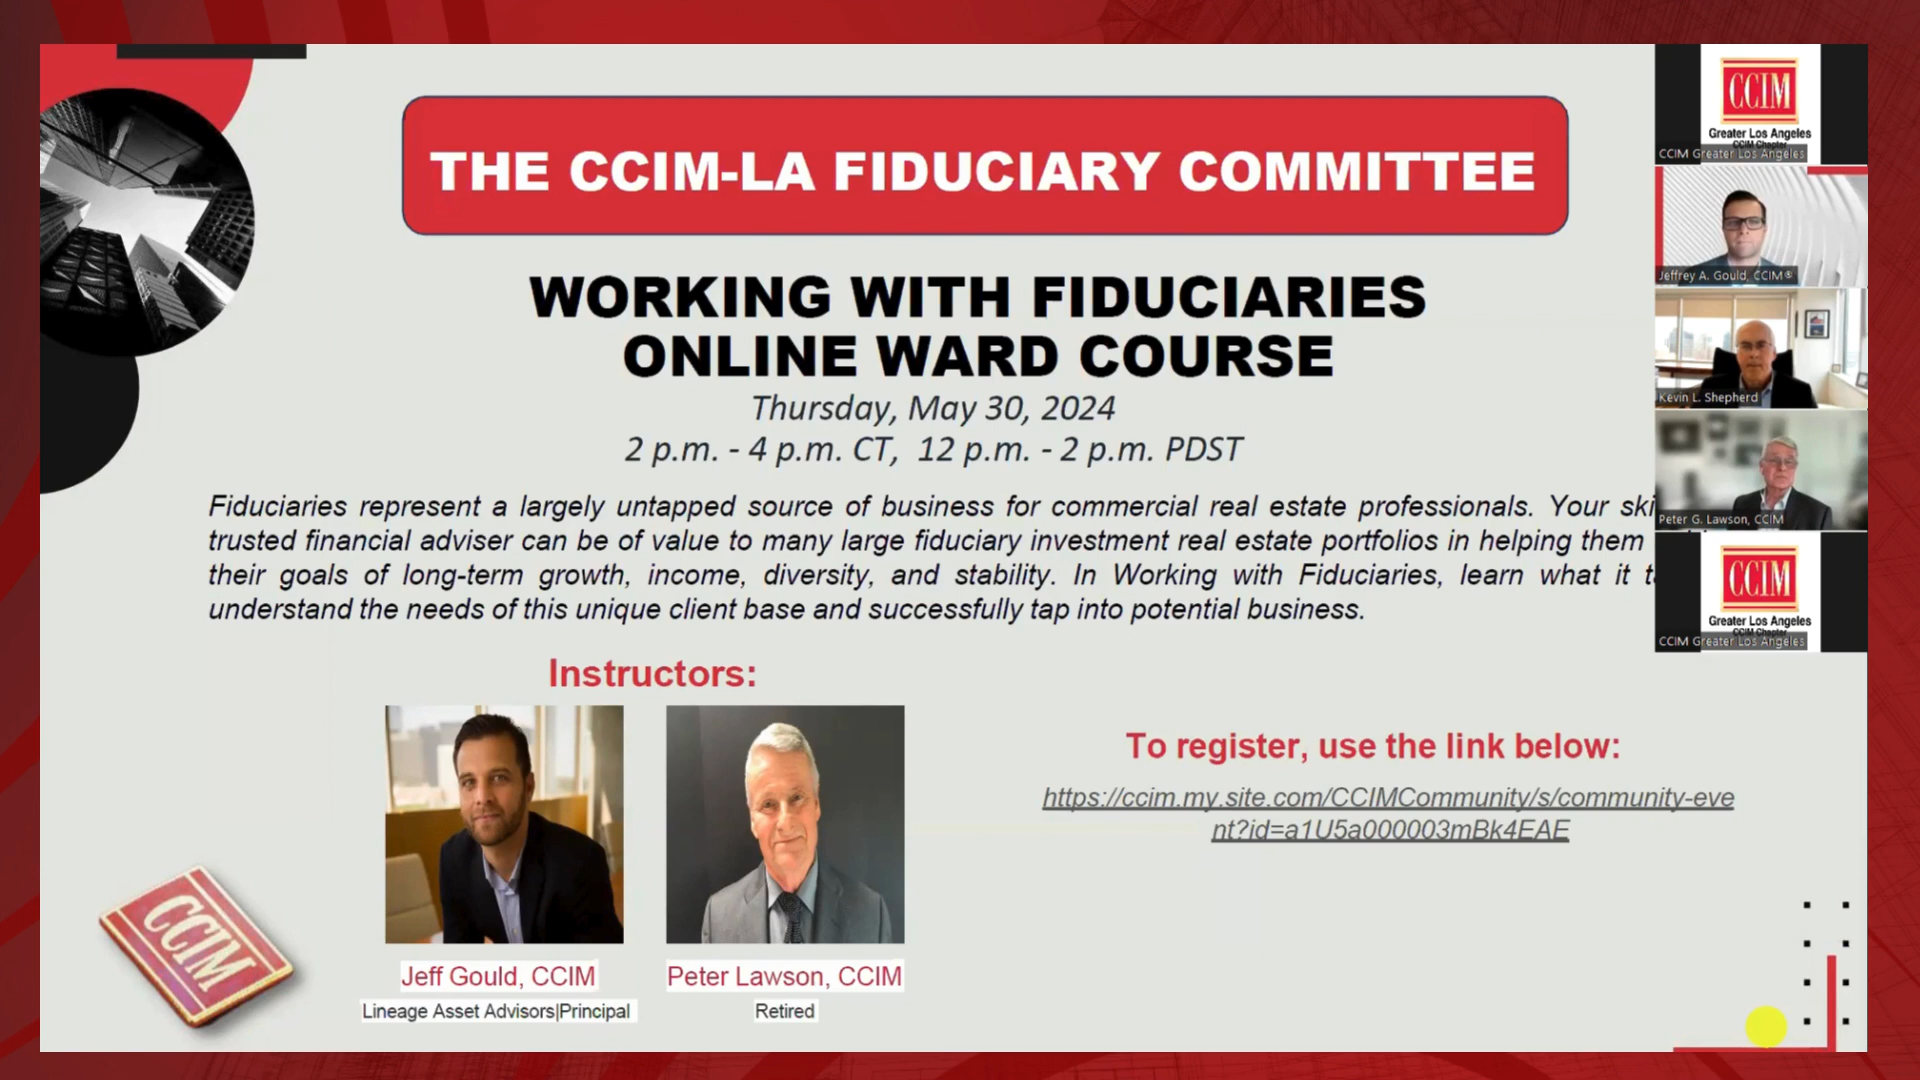 THE CCIM-LA FIDUCIARY COMMITTEE
WORKING WITH FIDUCIARIES
ONLINE WARD COURSE
Thursday, May 30, 2024
2 p.m. - 4 p.m. CT, 12 p.m. - 2 p.m. PDST
Fiduciaries represent a largely untapped source of business for commercial real estate professionals. Your
trusted financial adviser can be of value to many large fiduciary investment real estate portfolios in helping them
their goals of long-term growth, income, diversity, and stability. In Working with Fiduciaries, learn what it
understand the needs of this unique client base and successfully tap into potential business.
Instructors:
Jeff Gould, CCIM
Lineage Asset Advisors|Principal
Peter Lawson, CCIM
Retired
To register, use the link below:
https://ccim.my.site.com/CCIMCommunity/s/community-eve
nt?id=a1U5a000003mBk4EAE
CCIM
CCIM
Greater Los Angeles
CCIM Chapter
CCIM Greater Los Angeles
Jeffrey A. Gould, CCIM®
Kevin L. Shepherd
Peter G. Lawson, CCIM
CCIM
Greater Los Angeles
CCIM Chapter
CCIM Greater Los Angeles